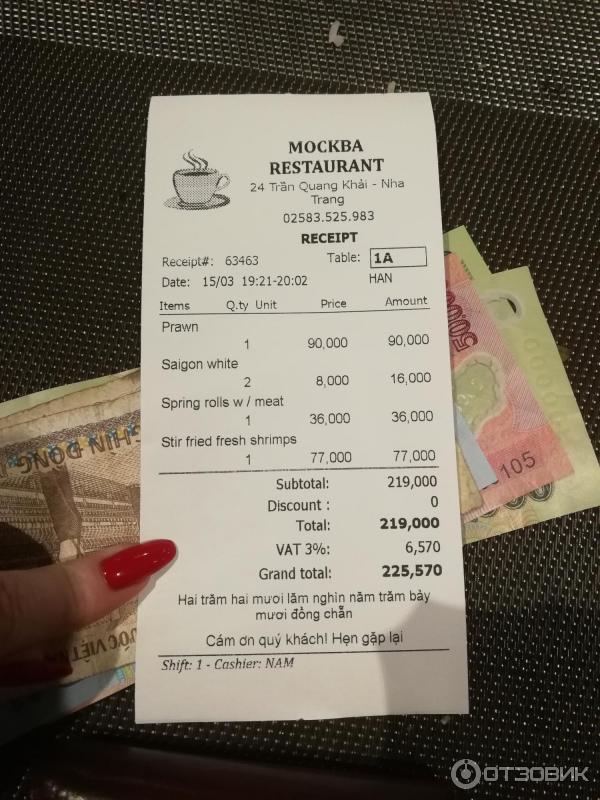 MOCKBA
RESTAURANT
24 Trần Quang Khải - Nha
Trang
02583.525.983
RECEIPT
Receipt#: 63463 Table: 1A
Date: 15/03 19:21-20:02 HAN
Items Q.ty Unit Price Amount
Prawn
1 90,000 90,000
Saigon white
2 8,000 16,000
Spring rolls w / meat
1 36,000 36,000
Stir fried fresh shrimps
1 77,000 77,000
Subtotal: 219,000
Discount : 0
Total: 219,000
VAT 3%: 6,570
Grand total: 225,570
Hai trăm hai mươi lăm nghìn năm trăm bảy
mươi đồng chẵn
Cám ơn quý khách! Hẹn gặp lại
Shift: 1 - Cashier: NAM
GHÌN ĐỒNG
ƯỚC VIỆT
105
ОТЗОВИК